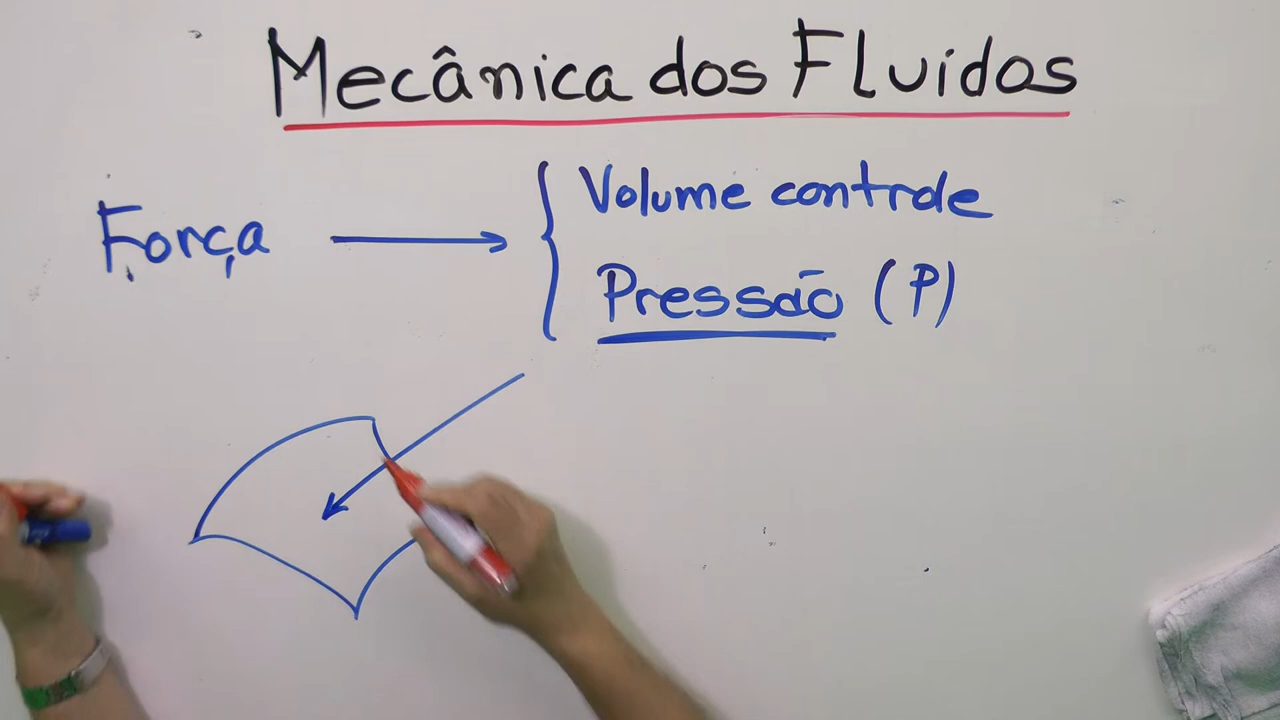 Mecânica dos Fluidos
Força
Volume controle
Pressão (P)